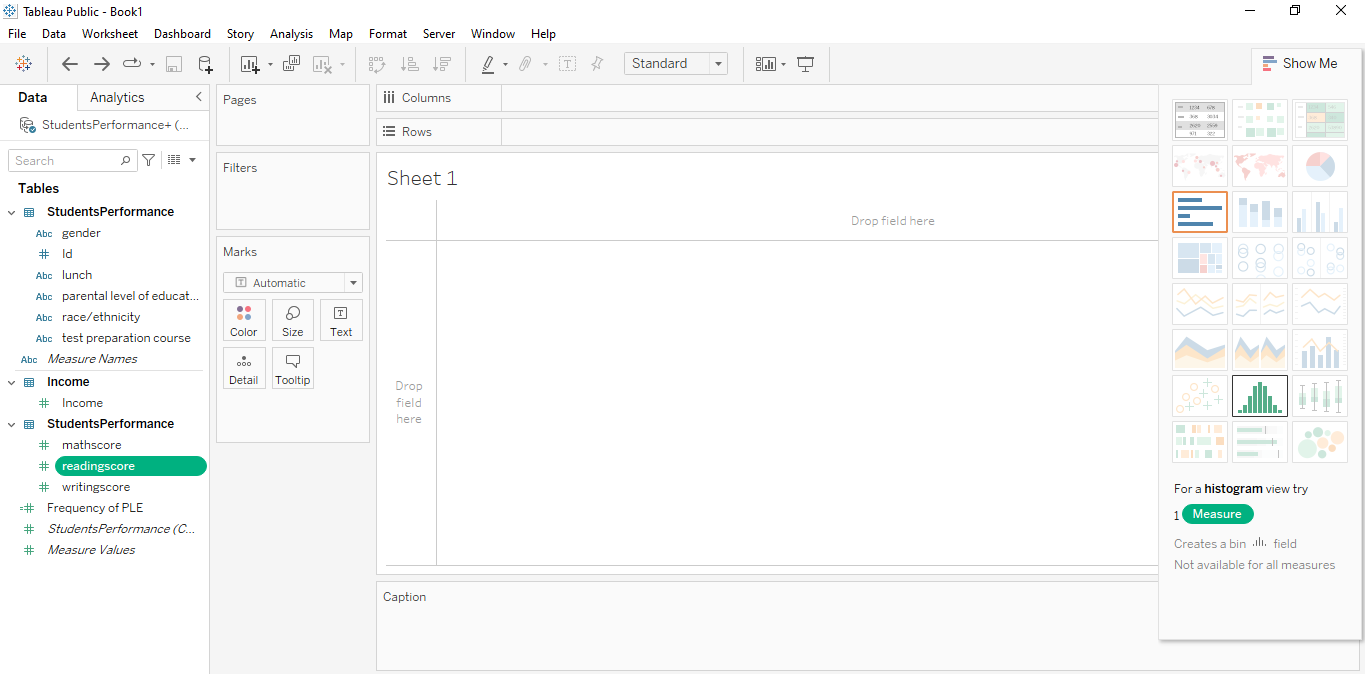 Tableau Public - Book1
File Data Worksheet Dashboard Story Analysis Map Format Server Window Help
Standard
Show Me
Data Analytics
StudentsPerformance+ (...
Search
Tables
StudentsPerformance
Abc gender
Id
Abc lunch
Abc parental level of educat...
Abc race/ethnicity
Abc test preparation course
Abc Measure Names
Income
Income
StudentsPerformance
mathscore
readingscore
writingscore
Frequency of PLE
StudentsPerformance (C...
Measure Values
Pages
Filters
Marks
Automatic
Color Size Text
Detail Tooltip
Columns
Rows
Sheet 1
Drop field here
Drop
field
here
Caption
For a histogram view try
1 Measure
Creates a bin field
Not available for all measures